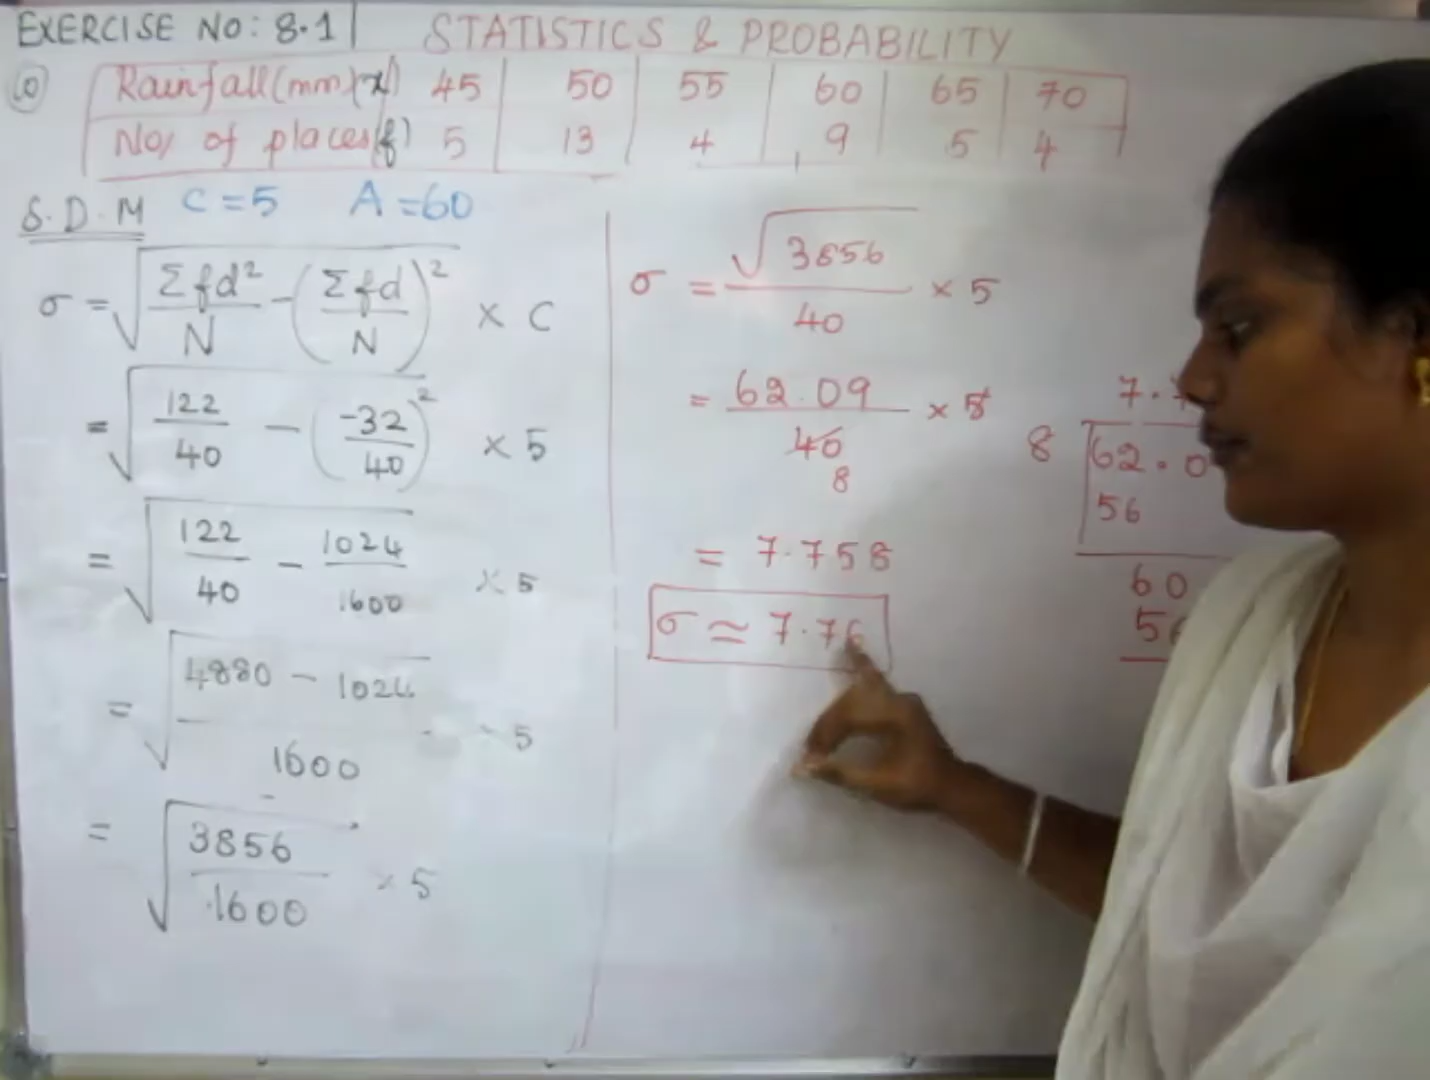 EXERCISE NO: 8.1 STATISTICS & PROBABILITY
10 Rainfall(mm)(x) 45 50 55 60 65 70
No. of places(f) 5 13 4 9 5 4
S.D.M C = 5 A = 60
σ = √(Σfd²/N - (Σfd/N)²) × C
= √(122/40 - (-32/40)²) × 5
= √(122/40 - 1024/1600) × 5
= √((4880 - 1024)/1600) × 5
= √(3856/1600) × 5
σ = √3856/40 × 5
= 62.09/40 × 5
8
= 7.758
σ ≃ 7.76
7.7
8 62.0
56
60